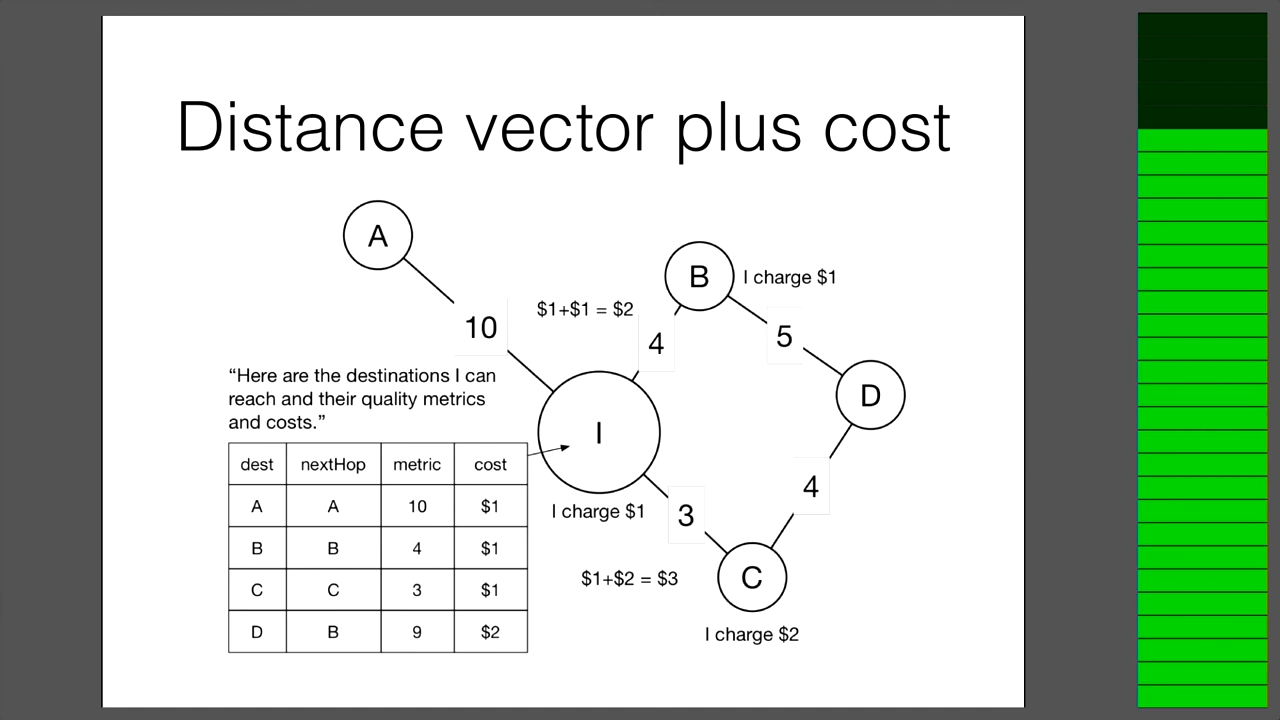 Distance vector plus cost
A
B
I charge $1
$1+$1 = $2
10
4
5
"Here are the destinations I can
reach and their quality metrics
and costs."
D
I
dest nextHop metric cost
A A 10 $1
B B 4 $1
C C 3 $1
D B 9 $2
I charge $1
3
4
$1+$2 = $3
C
I charge $2